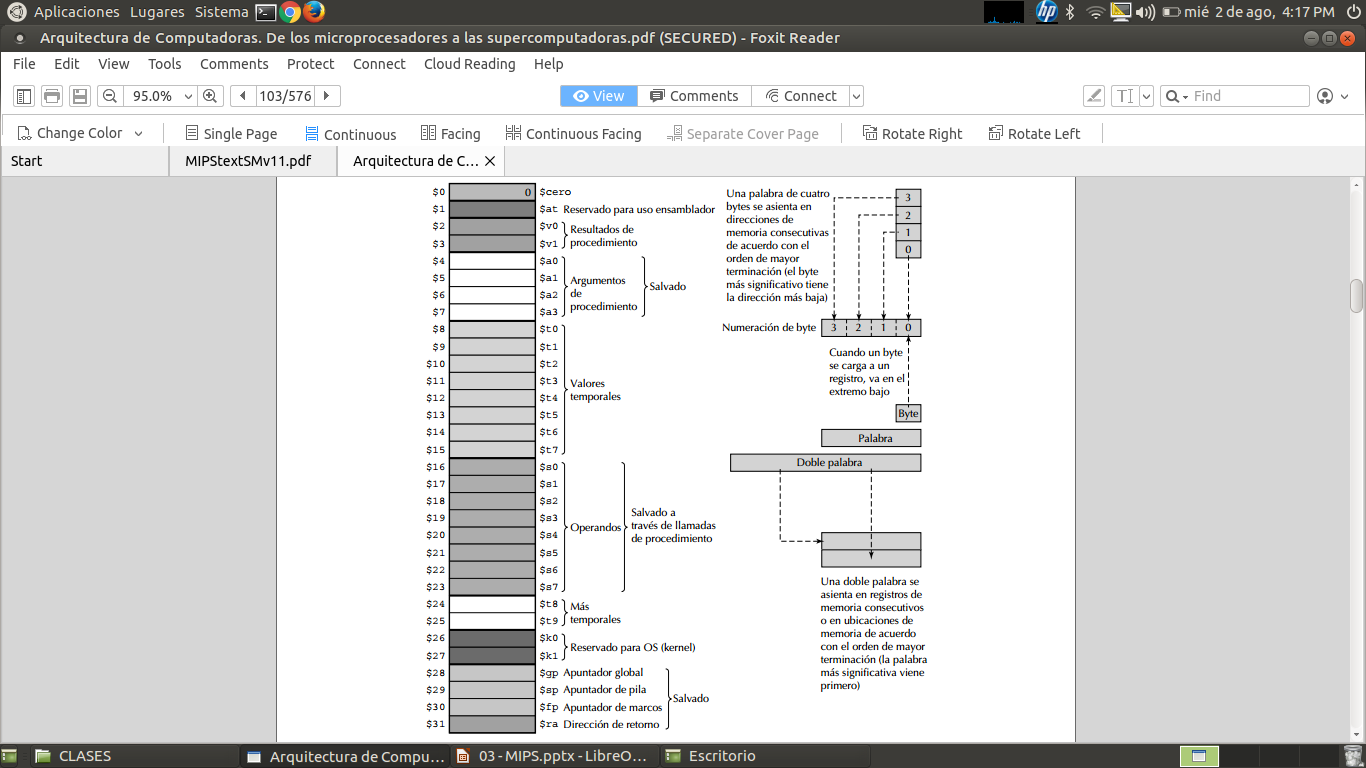 Aplicaciones Lugares Sistema mié 2 de ago, 4:17 PM
Arquitectura de Computadoras. De los microprocesadores a las supercomputadoras.pdf (SECURED) - Foxit Reader
File Edit View Tools Comments Protect Connect Cloud Reading Help
95.0% 103/576 View Comments Connect Find
Change Color Single Page Continuous Facing Continuous Facing Separate Cover Page Rotate Right Rotate Left
Start MIPStextSMv11.pdf Arquitectura de C...
$0 0 $cero
$1 $at Reservado para uso ensamblador
$2 $v0
$3 $v1
Resultados de
procedimiento
$4 $a0
$5 $a1
$6 $a2
$7 $a3
Argumentos
de
procedimiento
Salvado
$8 $t0
$9 $t1
$10 $t2
$11 $t3
$12 $t4
$13 $t5
$14 $t6
$15 $t7
Valores
temporales
$16 $s0
$17 $s1
$18 $s2
$19 $s3
$20 $s4
$21 $s5
$22 $s6
$23 $s7
Operandos
Salvado a
través de llamadas
de procedimiento
$24 $t8
$25 $t9
Más
temporales
$26 $k0
$27 $k1
Reservado para OS (kernel)
$28 $gp Apuntador global
$29 $sp Apuntador de pila
$30 $fp Apuntador de marcos
$31 $ra Dirección de retorno
Salvado
Una palabra de cuatro
bytes se asienta en
direcciones de
memoria consecutivas
de acuerdo con el
orden de mayor
terminación (el byte
más significativo tiene
la dirección más baja)
3
2
1
0
Numeración de byte 3 2 1 0
Cuando un byte
se carga a un
registro, va en el
extremo bajo
Byte
Palabra
Doble palabra
Una doble palabra se
asienta en registros de
memoria consecutivos
o en ubicaciones de
memoria de acuerdo
con el orden de mayor
terminación (la palabra
más significativa viene
primero)
CLASES Arquitectura de Compu... 03 - MIPS.pptx - LibreO... Escritorio